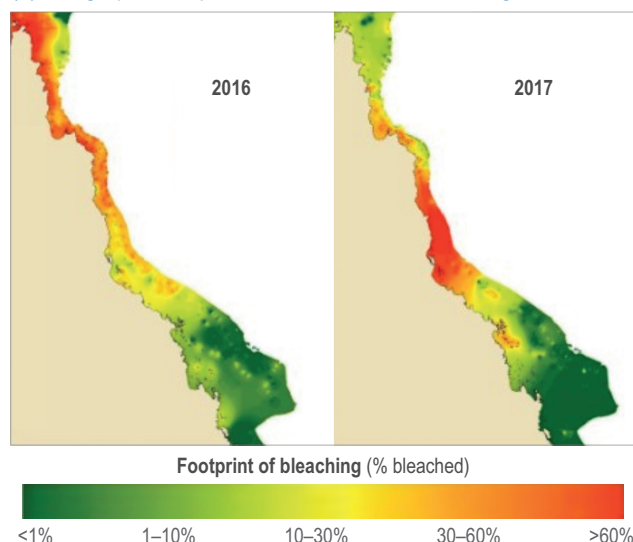 2016
2017
Footprint of bleaching (% bleached)
<1% 1–10% 10–30% 30–60% >60%